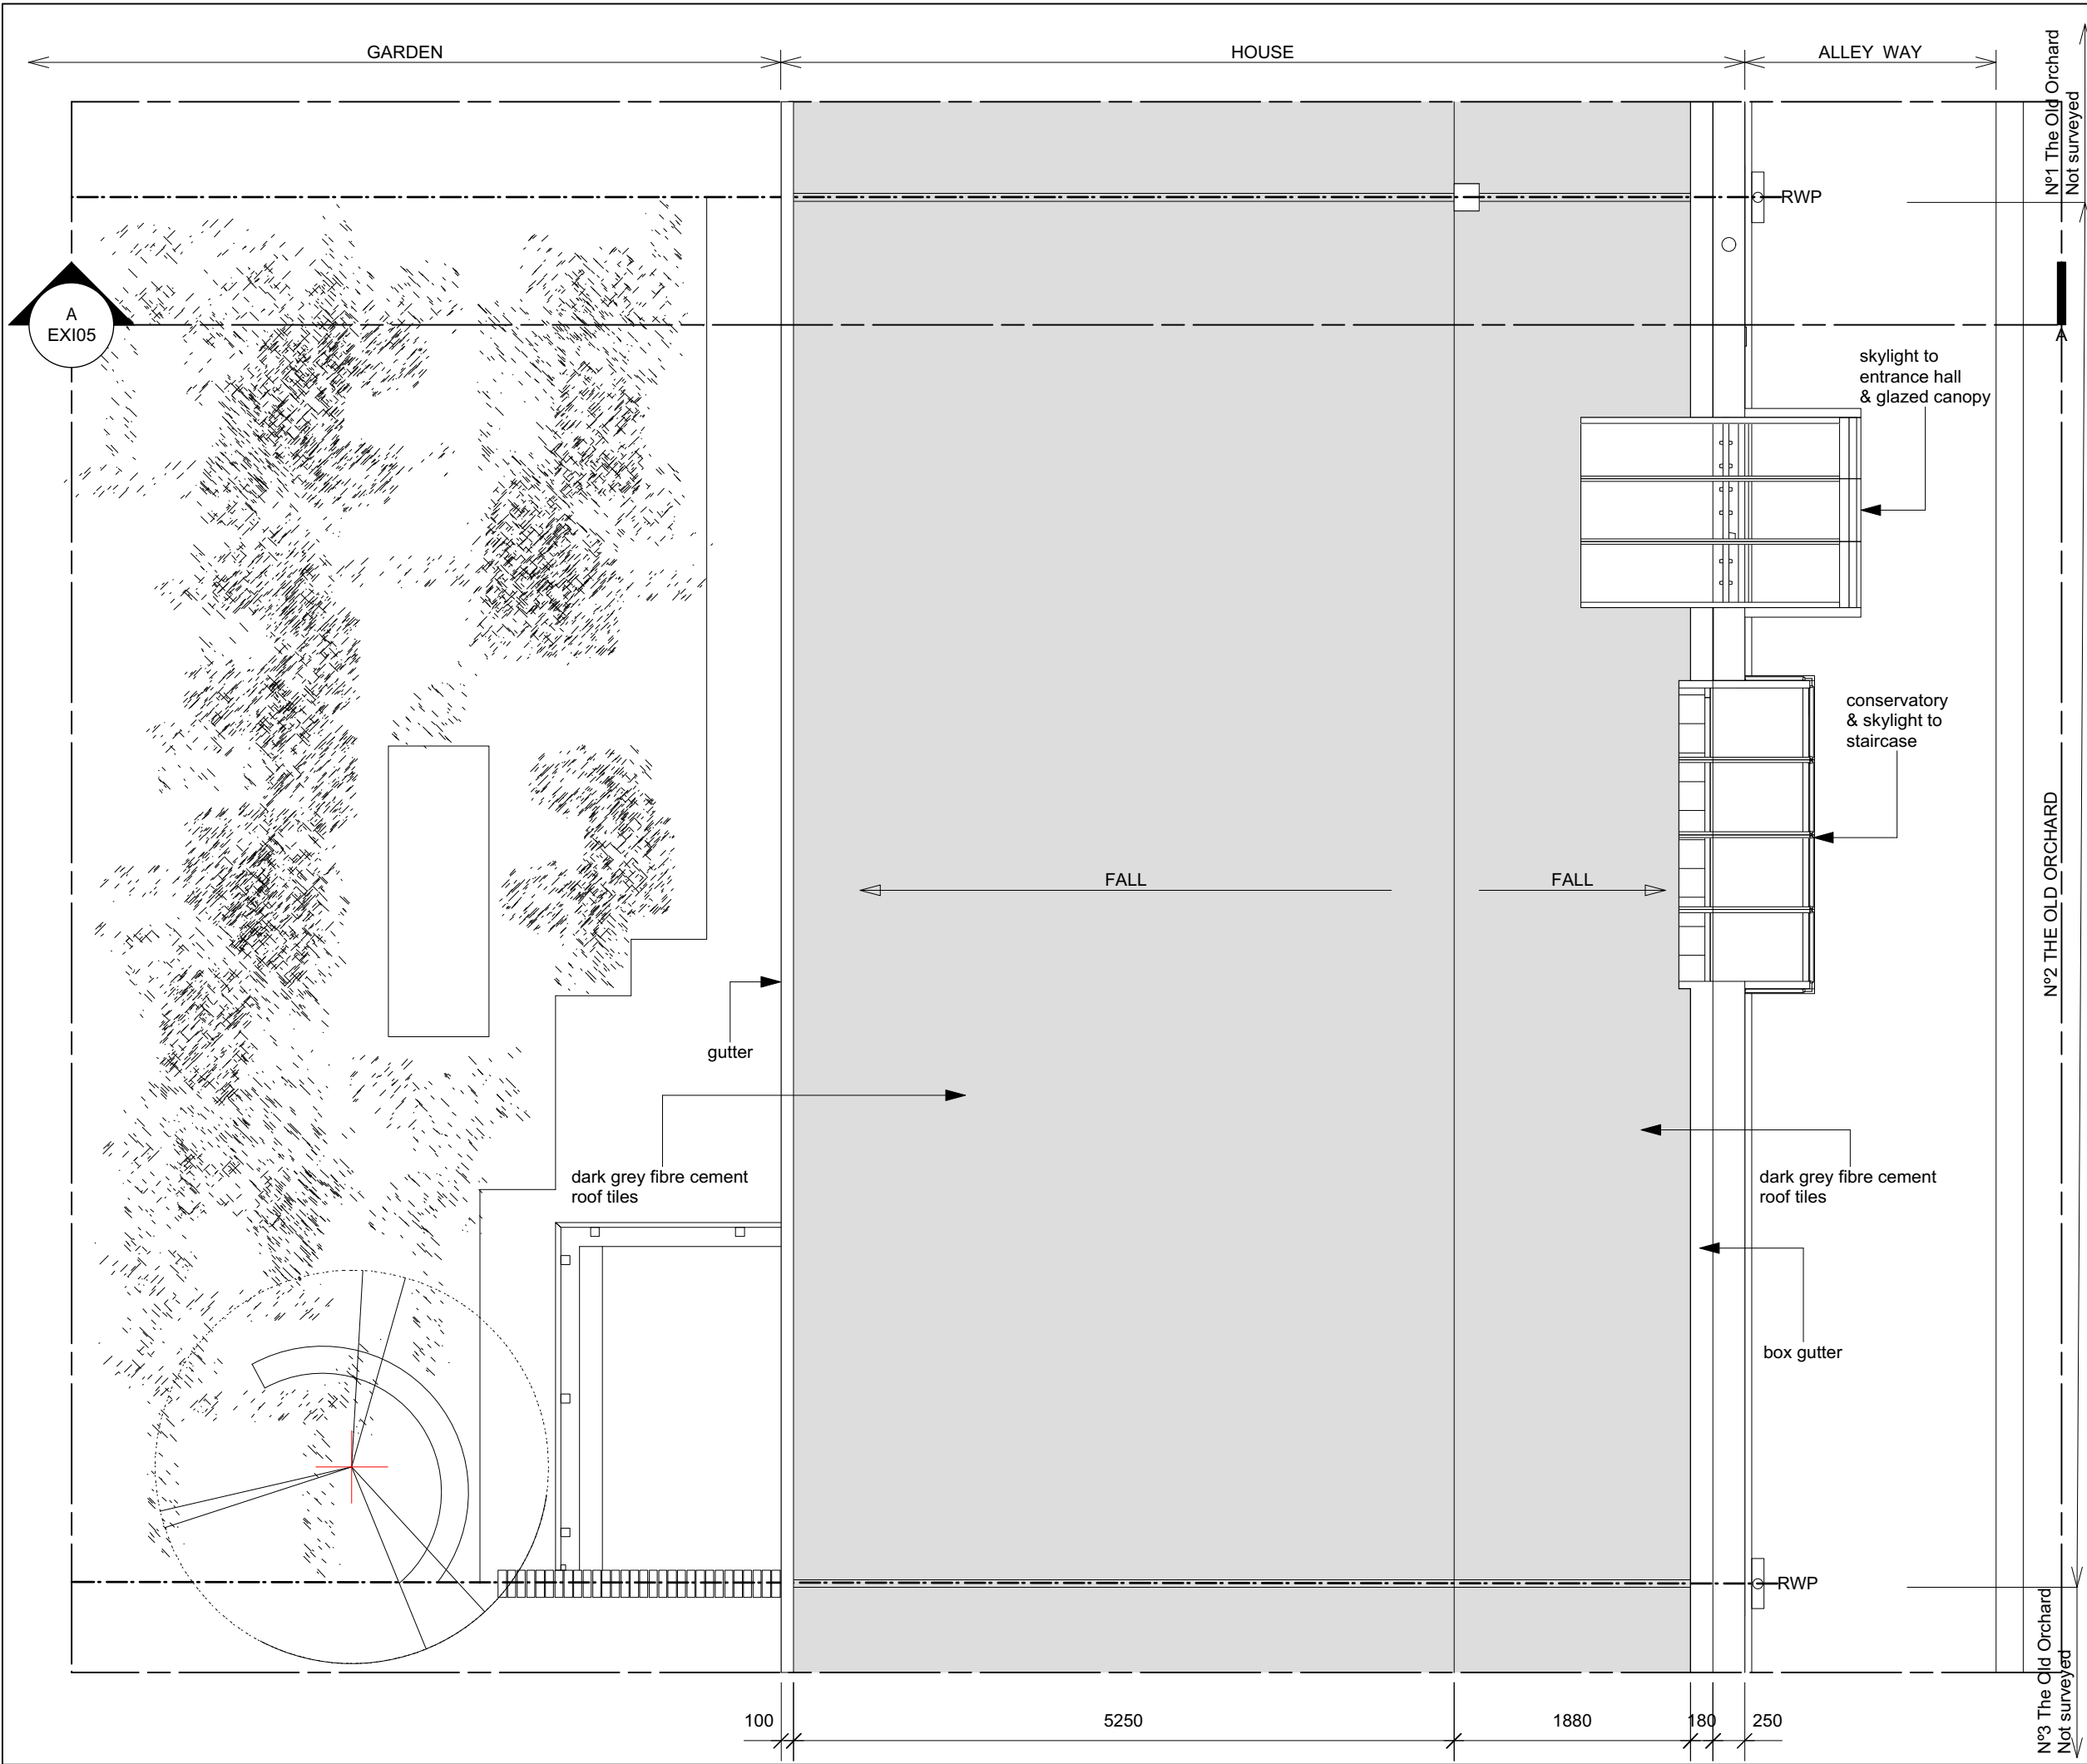 GARDEN
HOUSE
ALLEY WAY
Nº1 The Old Orchard
Not surveyed
RWP
A
EXI05
A
skylight to
entrance hall
& glazed canopy
conservatory
& skylight to
staircase
Nº2 THE OLD ORCHARD
FALL
FALL
gutter
dark grey fibre cement
roof tiles
dark grey fibre cement
roof tiles
box gutter
RWP
Nº3 The Old Orchard
Not surveyed
100
5250
1880
180
250